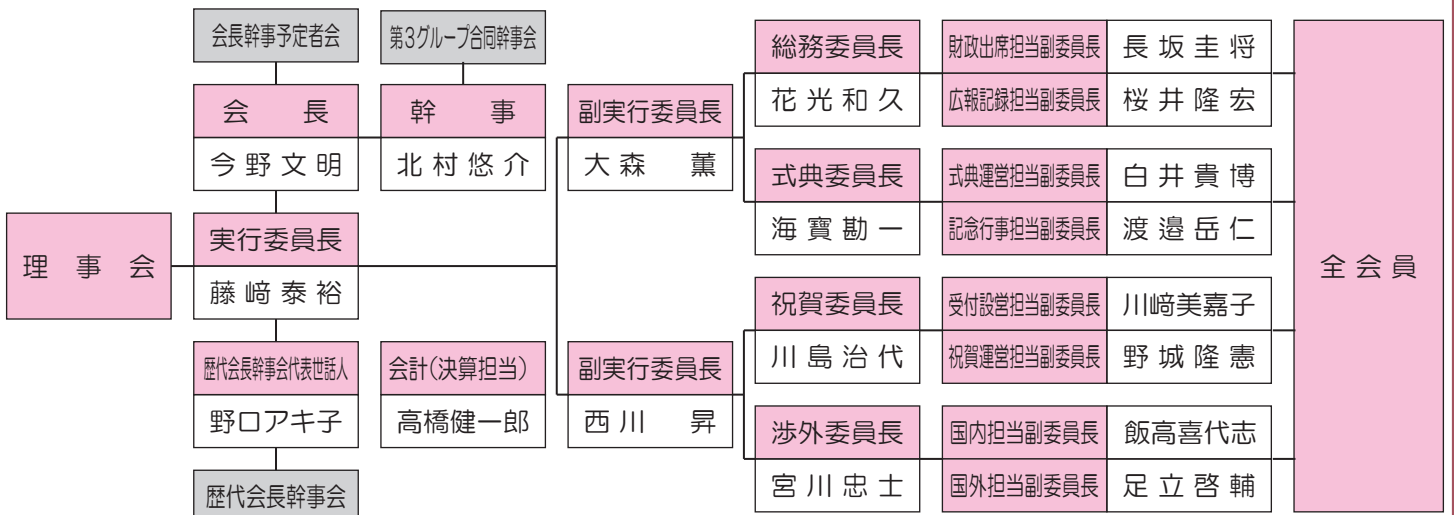 会長幹事予定者会
第3グループ合同幹事会
会長
今野文明
幹事
北村悠介
理事会
実行委員長
藤﨑泰裕
歴代会長幹事会代表世話人
野口アキ子
歴代会長幹事会
会計(決算担当)
高橋健一郎
副実行委員長
大森 薫
副実行委員長
西川 昇
総務委員長
花光和久
財政出席担当副委員長
長坂圭将
広報記録担当副委員長
桜井隆宏
式典委員長
海寶勘一
式典運営担当副委員長
白井貴博
記念行事担当副委員長
渡邉岳仁
祝賀委員長
川島治代
受付設営担当副委員長
川﨑美嘉子
祝賀運営担当副委員長
野城隆憲
渉外委員長
宮川忠士
国内担当副委員長
飯高喜代志
国外担当副委員長
足立啓輔
全会員